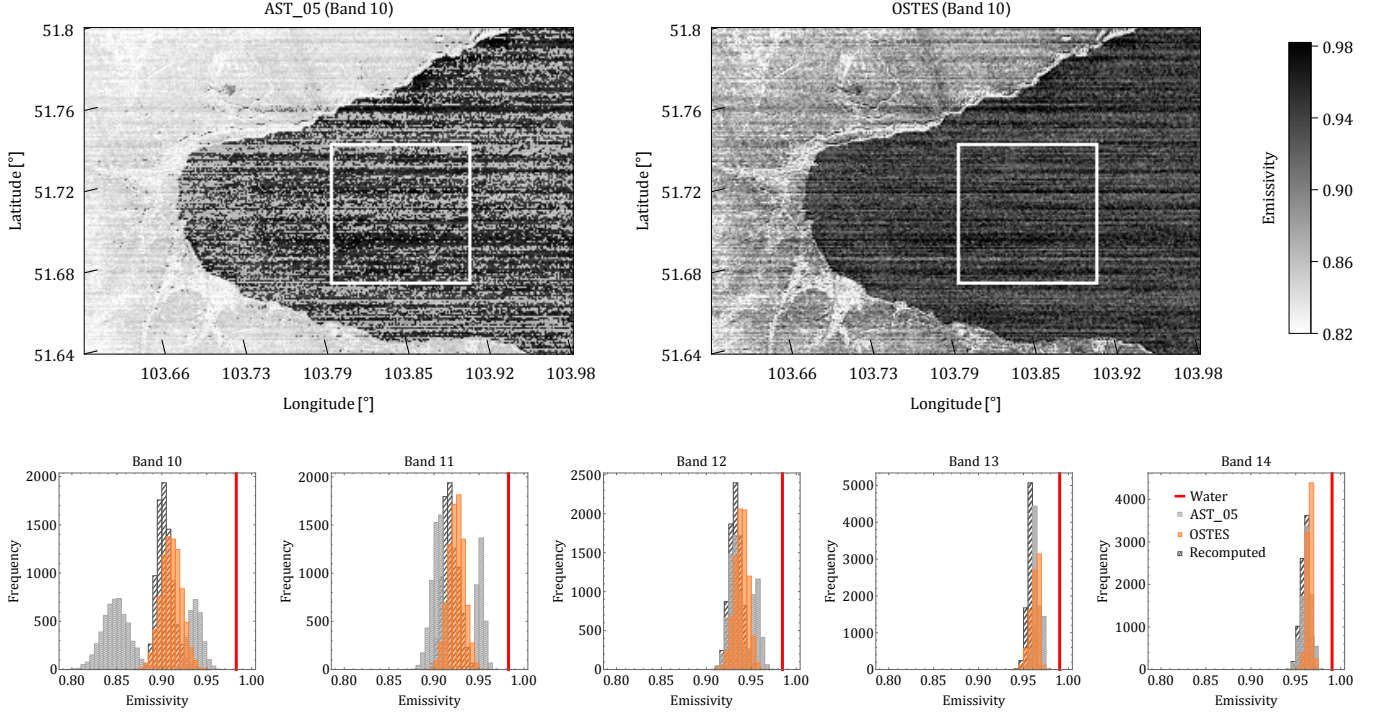 AST_05 (Band 10)
OSTES (Band 10)
51.8
51.76
51.72
51.68
51.64
Latitude [°]
103.66 103.73 103.79 103.85 103.92 103.98
Longitude [°]
51.8
51.76
51.72
51.68
51.64
Latitude [°]
103.66 103.73 103.79 103.85 103.92 103.98
Longitude [°]
Emissivity
0.98
0.94
0.90
0.86
0.82
Band 10
2000
1500
1000
500
0
Frequency
0.80 0.85 0.90 0.95 1.00
Emissivity
Band 11
2000
1500
1000
500
0
Frequency
0.80 0.85 0.90 0.95 1.00
Emissivity
Band 12
2500
2000
1500
1000
500
0
Frequency
0.80 0.85 0.90 0.95 1.00
Emissivity
Band 13
5000
4000
3000
2000
1000
0
Frequency
0.80 0.85 0.90 0.95 1.00
Emissivity
Band 14
4000
3000
2000
1000
0
Frequency
Water
AST_05
OSTES
Recomputed
0.80 0.85 0.90 0.95 1.00
Emissivity